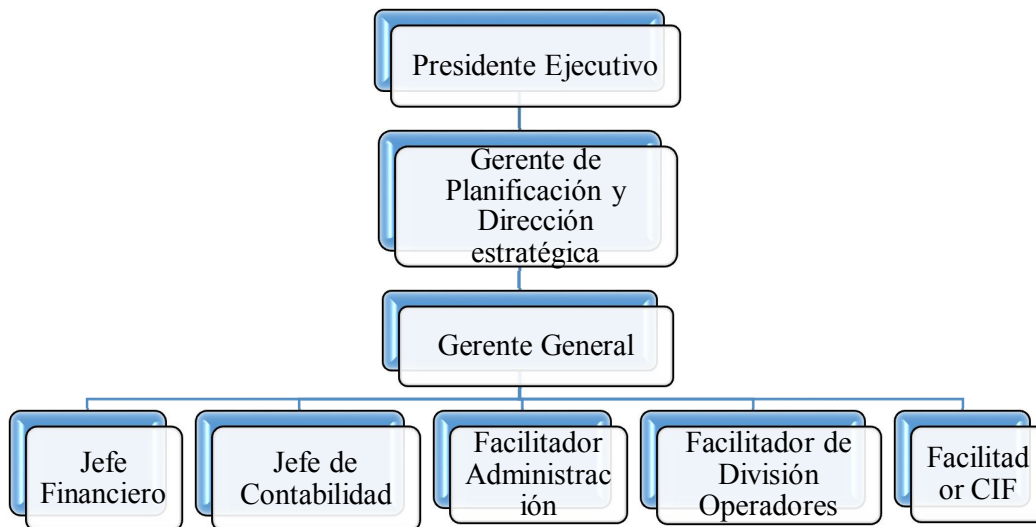 Presidente Ejecutivo
Gerente de
Planificación y
Dirección
estratégica
Gerente General
Jefe
Financiero
Jefe de
Contabilidad
Facilitador
Administrac
ión
Facilitador de
División
Operadores
Facilitad
or CIF